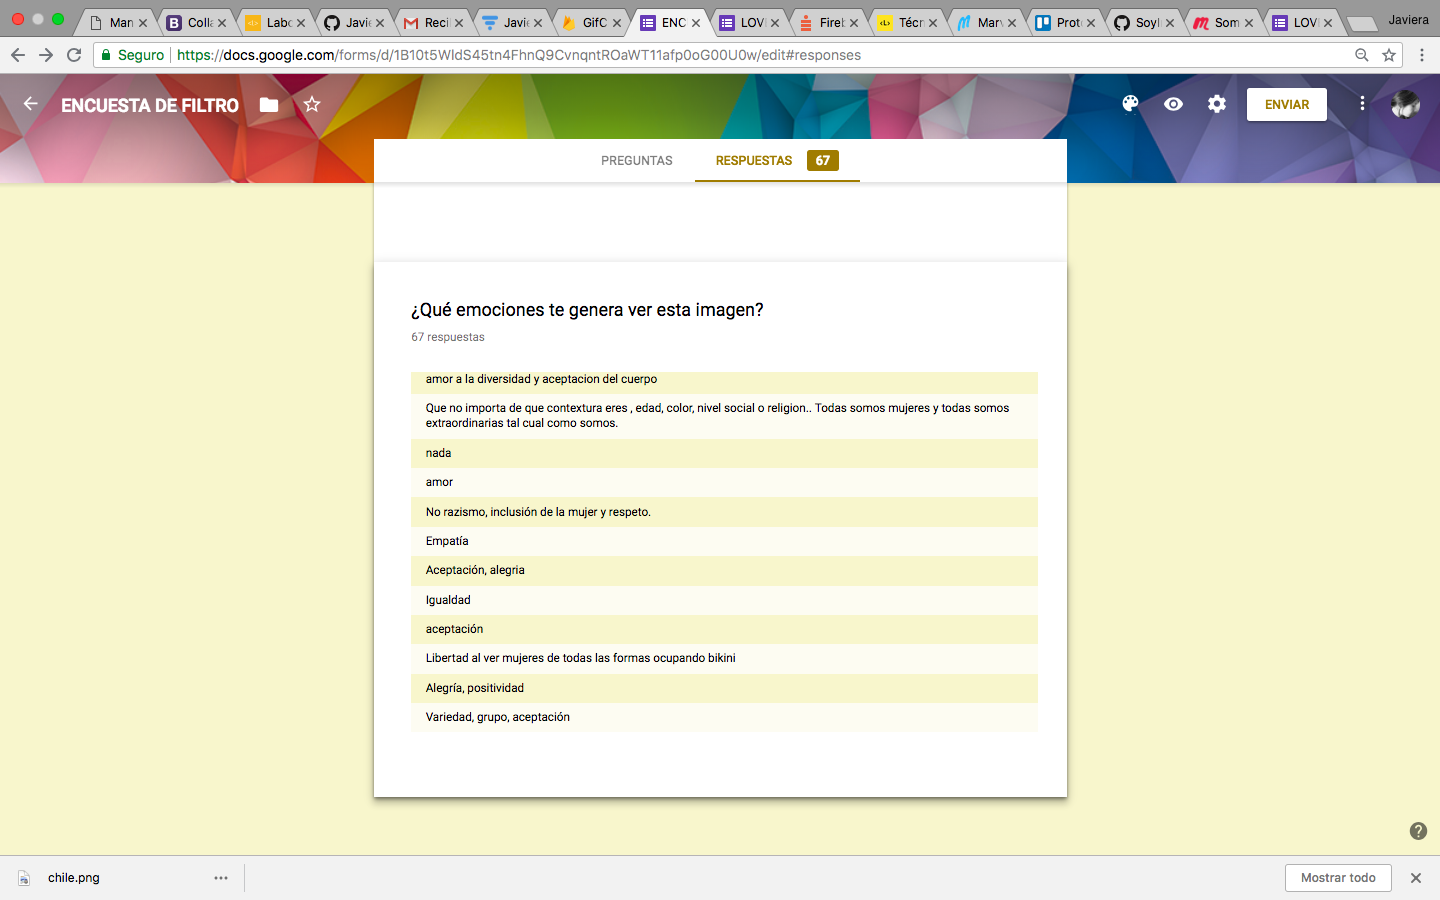 Man
Colla
Labo
Javie
Reci
Javie
GifC
ENC
LOVI
Fireb
Técn
Marv
Prote
Soyl
Som
LOVI
Javiera
Seguro
https://docs.google.com/forms/d/1B10t5WldS45tn4FhnQ9CvnqntROaWT11afp0oG00U0w/edit#responses
ENCUESTA DE FILTRO
ENVIAR
PREGUNTAS
RESPUESTAS 67
¿Qué emociones te genera ver esta imagen?
67 respuestas
amor a la diversidad y aceptacion del cuerpo
Que no importa de que contextura eres , edad, color, nivel social o religion.. Todas somos mujeres y todas somos
extraordinarias tal cual como somos.
nada
amor
No razismo, inclusión de la mujer y respeto.
Empatía
Aceptación, alegria
Igualdad
aceptación
Libertad al ver mujeres de todas las formas ocupando bikini
Alegría, positividad
Variedad, grupo, aceptación
chile.png
Mostrar todo